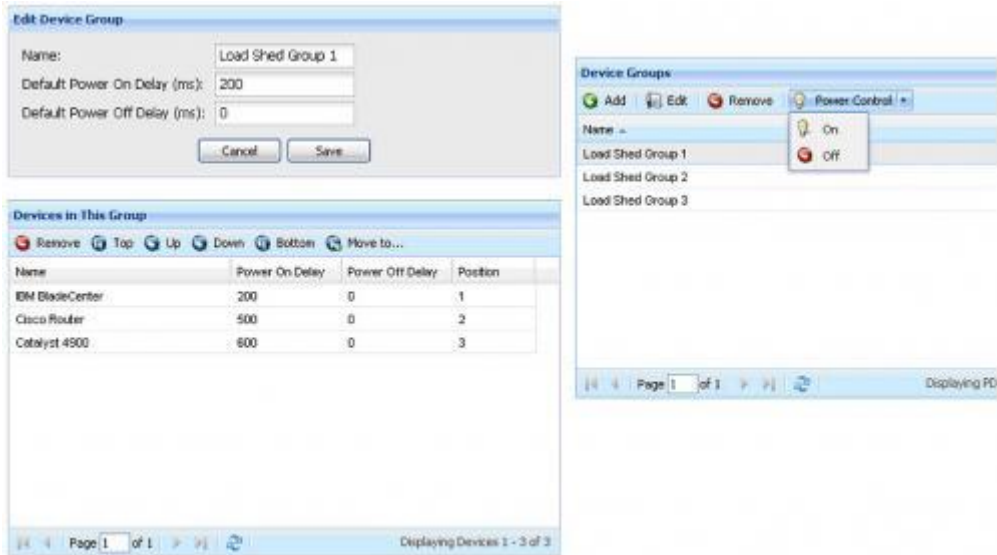 Edit Device Group
Name: Load Shed Group 1
Default Power On Delay (ms): 200
Default Power Off Delay (ms): 0
Cancel Save
Devices in This Group
Remove Top Up Down Bottom Move to...
Name Power On Delay Power Off Delay Position
IBM BladeCenter 200 0 1
Cisco Router 500 0 2
Catalyst 4900 600 0 3
Page 1 of 1 Displaying Devices 1 - 3 of 3
Device Groups
Add Edit Remove Power Control
Name
On
Off
Load Shed Group 1
Load Shed Group 2
Load Shed Group 3
Page 1 of 1 Displaying PD